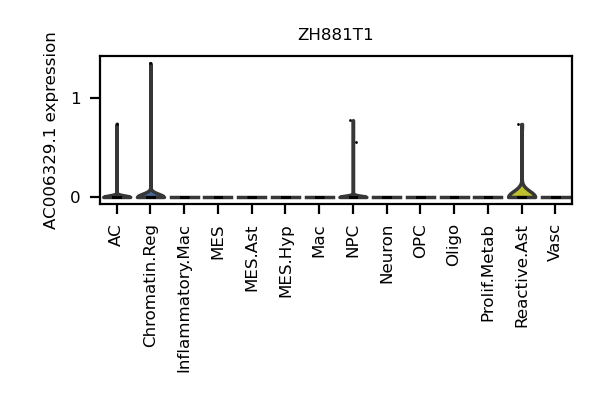 ZH881T1
AC006329.1 expression
1
0
AC
Chromatin.Reg
Inflammatory.Mac
MES
MES.Ast
MES.Hyp
Mac
NPC
Neuron
OPC
Oligo
Prolif.Metab
Reactive.Ast
Vasc